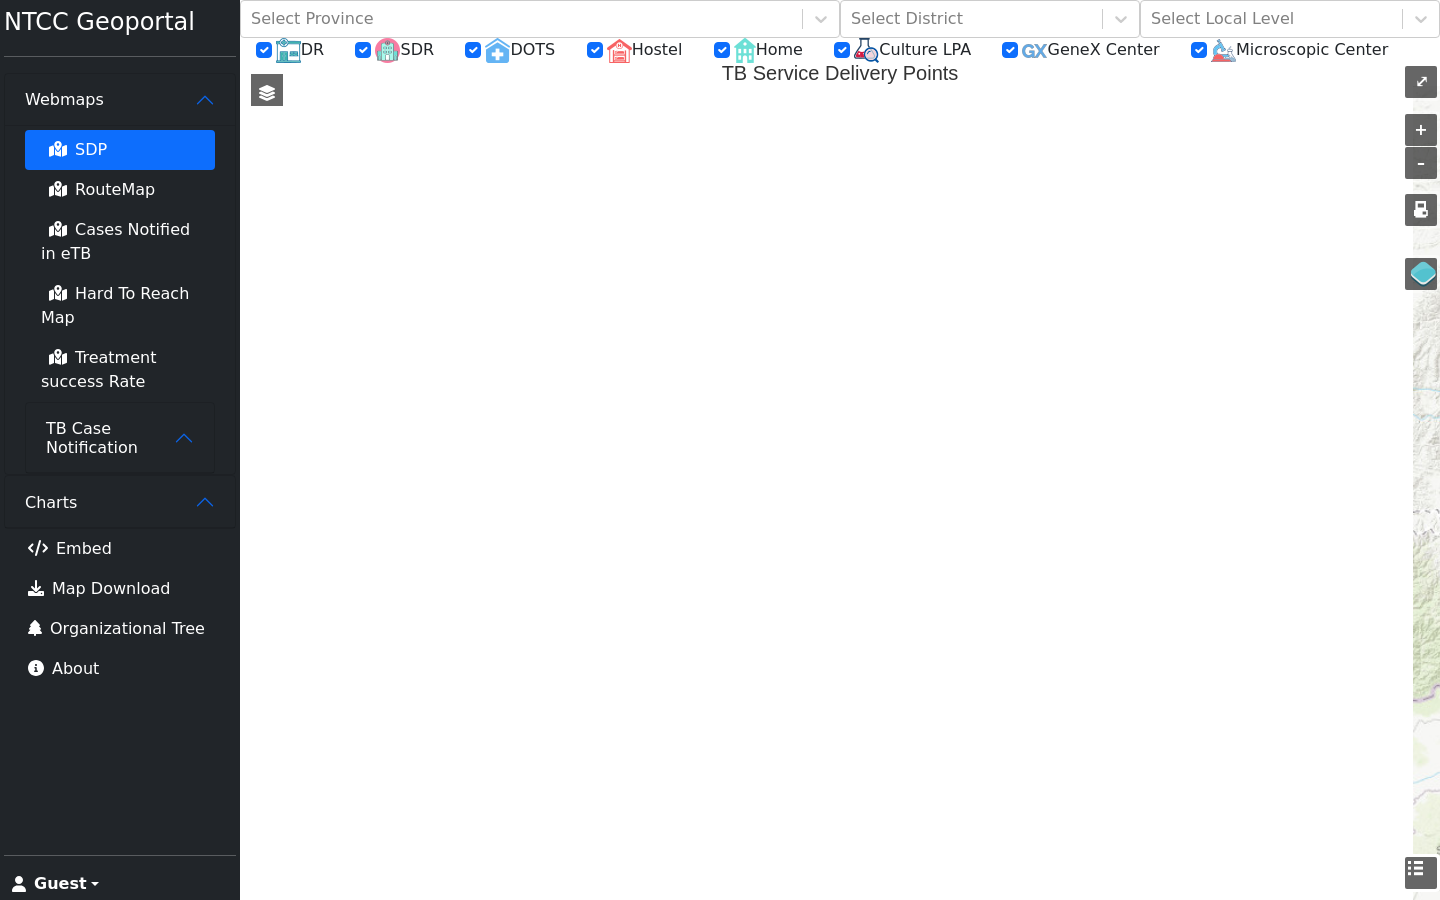 NTCC Geoportal
Select Province
Select District
Select Local Level
DR
SDR
DOTS
Hostel
Home
Culture LPA
GX GeneX Center
Microscopic Center
TB Service Delivery Points
Webmaps
SDP
RouteMap
Cases Notified
in eTB
Hard To Reach
Map
Treatment
success Rate
TB Case
Notification
Charts
Embed
Map Download
Organizational Tree
About
Guest
+
-